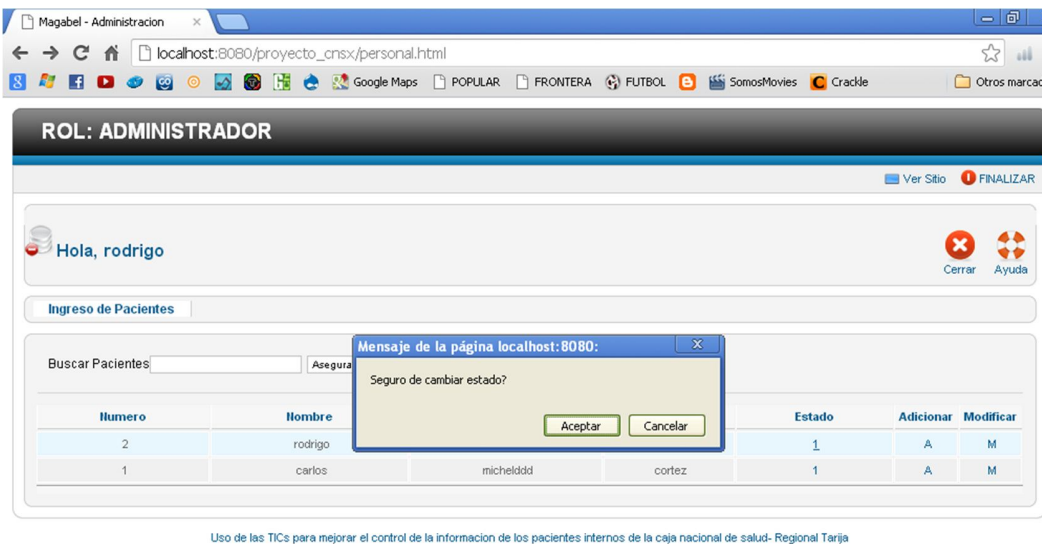 Magabel - Administracion
localhost:8080/proyecto_cnsx/personal.html
Google Maps POPULAR FRONTERA FUTBOL SomosMovies Crackle Otros marcad
ROL: ADMINISTRADOR
Ver Sitio FINALIZAR
Hola, rodrigo
Cerrar Ayuda
Ingreso de Pacientes
Mensaje de la página localhost:8080:
Buscar Pacientes Asegura
Seguro de cambiar estado?
Aceptar Cancelar
Numero Nombre Estado Adicionar Modificar
2 rodrigo 1 A M
1 carlos michelddd cortez 1 A M
Uso de las TICs para mejorar el control de la informacion de los pacientes internos de la caja nacional de salud- Regional Tarija